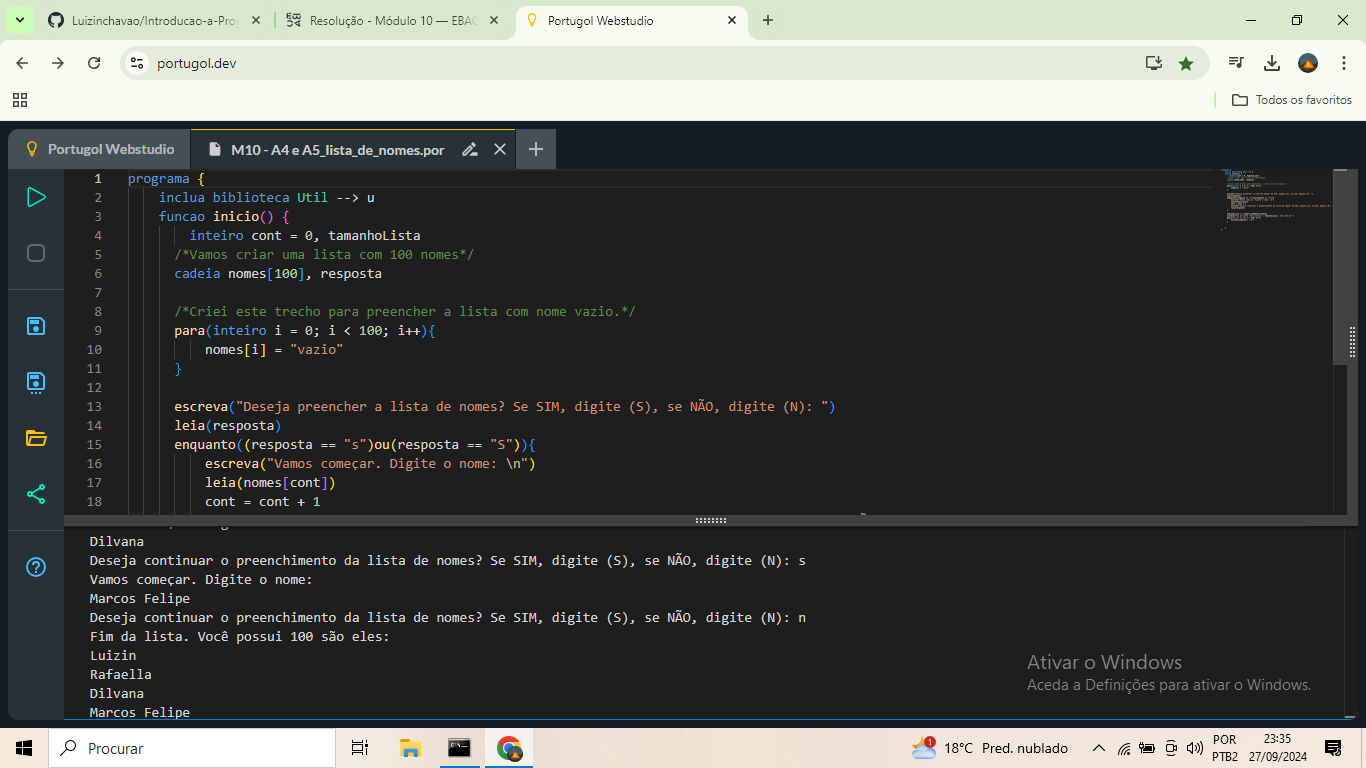 Luizinchavao/Introducao-a-Pro
Resolução - Módulo 10 — EBAC
Portugol Webstudio
portugol.dev
Todos os favoritos
Portugol Webstudio
M10 - A4 e A5_lista_de_nomes.por
1 programa {
2 inclua biblioteca Util --> u
3 funcao inicio() {
4 inteiro cont = 0, tamanhoLista
5 /*Vamos criar uma lista com 100 nomes*/
6 cadeia nomes[100], resposta
7
8 /*Criei este trecho para preencher a lista com nome vazio.*/
9 para(inteiro i = 0; i < 100; i++){
10 nomes[i] = "vazio"
11 }
12
13 escreva("Deseja preencher a lista de nomes? Se SIM, digite (S), se NÃO, digite (N): ")
14 leia(resposta)
15 enquanto((resposta == "s")ou(resposta == "S")){
16 escreva("Vamos começar. Digite o nome: \n")
17 leia(nomes[cont])
18 cont = cont + 1
Dilvana
Deseja continuar o preenchimento da lista de nomes? Se SIM, digite (S), se NÃO, digite (N): s
Vamos começar. Digite o nome:
Marcos Felipe
Deseja continuar o preenchimento da lista de nomes? Se SIM, digite (S), se NÃO, digite (N): n
Fim da lista. Você possui 100 são eles:
Luizin
Rafaella
Dilvana
Marcos Felipe
Ativar o Windows
Aceda a Definições para ativar o Windows.
Procurar
1
18°C Pred. nublado
POR
PTB2
23:35
27/09/2024